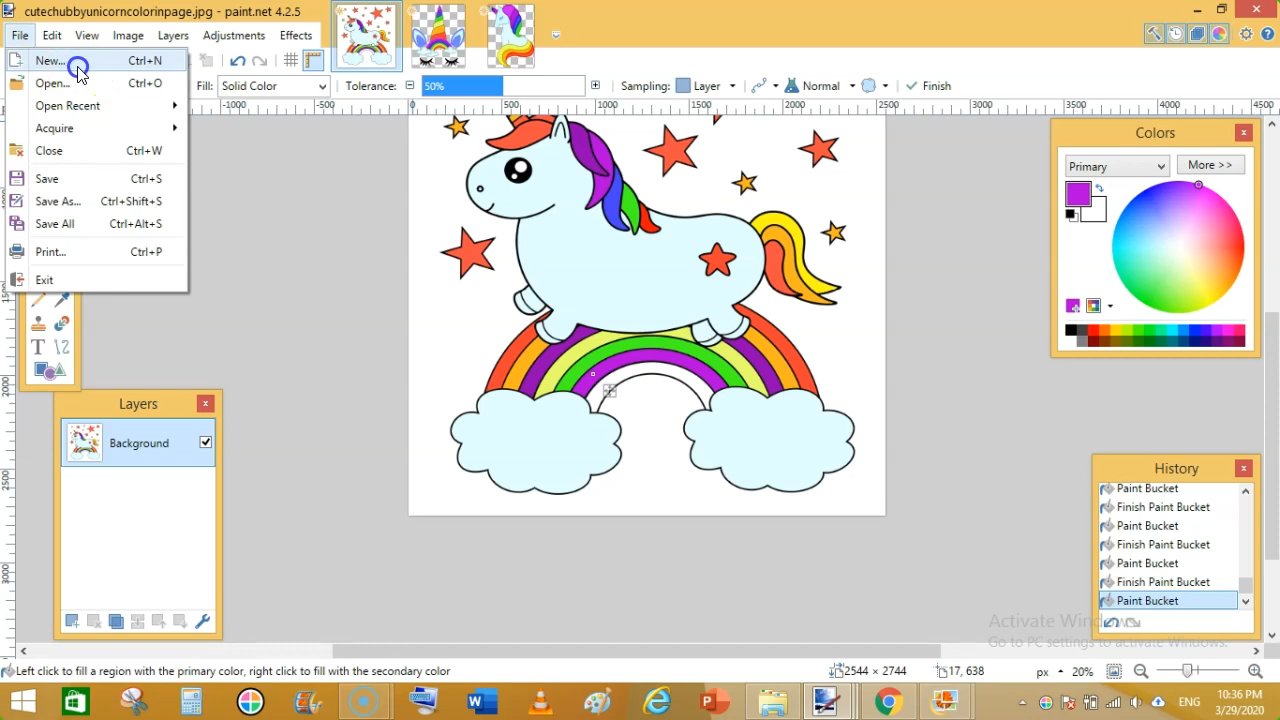 cutechubbyunicorncolorinpage.jpg - paint.net 4.2.5
File Edit View Image Layers Adjustments Effects
New... Ctrl+N
Open... Ctrl+O
Open Recent
Acquire
Close Ctrl+W
Save Ctrl+S
Save As... Ctrl+Shift+S
Save All Ctrl+Alt+S
Print... Ctrl+P
Exit
Fill: Solid Color Tolerance: 50% Sampling: Layer Normal Finish
-1000 -500 0 500 1000 1500 2000 2500 3000 3500 4000 4500
1500
2000
2500
3000
Colors
Primary More >>
Layers
Background
History
Paint Bucket
Finish Paint Bucket
Paint Bucket
Finish Paint Bucket
Paint Bucket
Finish Paint Bucket
Paint Bucket
Activate Windows
Go to PC settings to activate Windows.
Left click to fill a region with the primary color, right click to fill with the secondary color 2544 × 2744 17, 638 px 20%
ENG
10:36 PM
3/29/2020